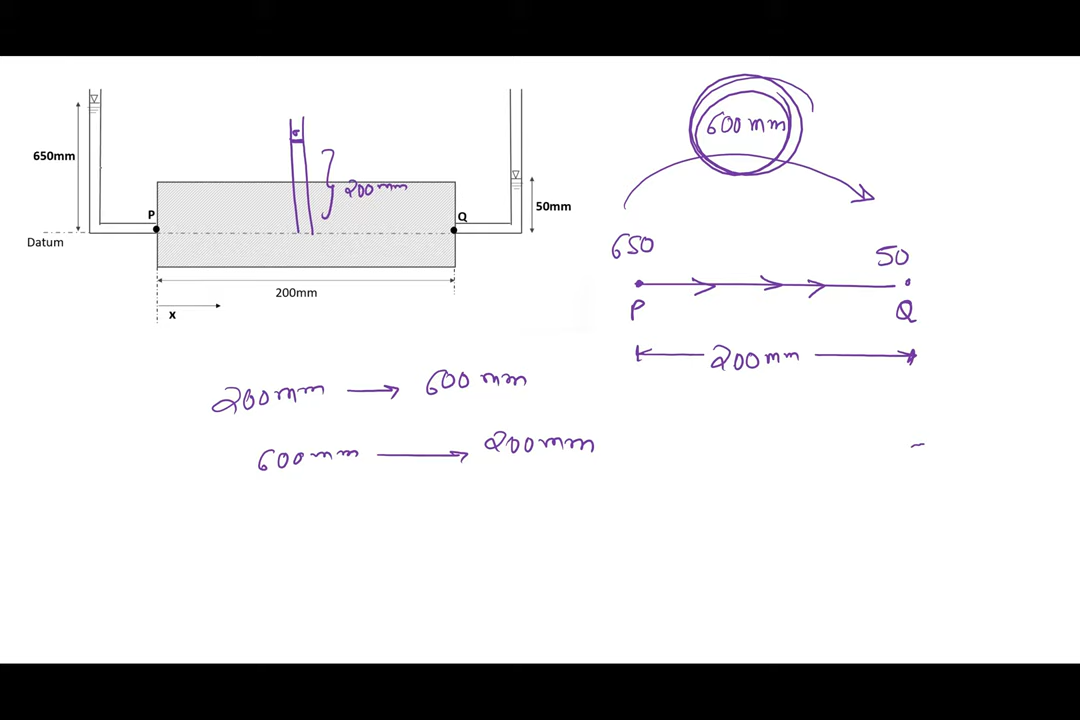 650mm
P
Datum
200mm
Q
50mm
200mm
x
600 mm
650
50
P
Q
200mm
200mm → 600 mm
600mm → 200mm